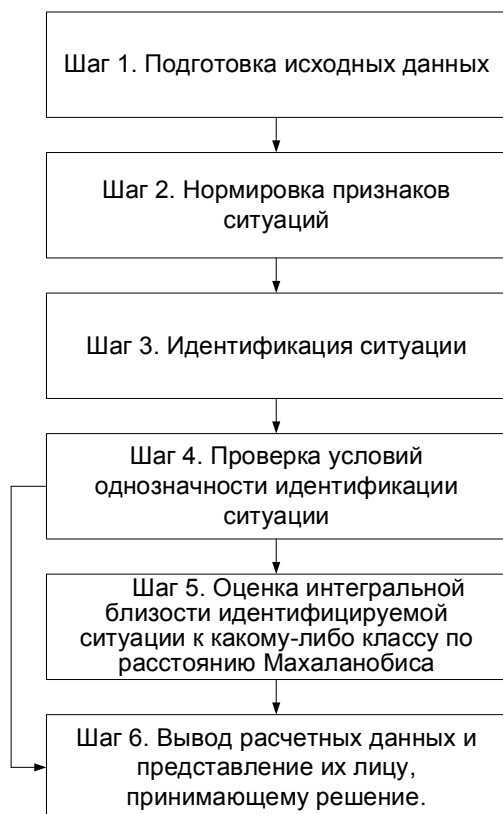 Шаг 1. Подготовка исходных данных
Шаг 2. Нормировка признаков
ситуаций
Шаг 3. Идентификация ситуации
Шаг 4. Проверка условий
однозначности идентификации
ситуации
Шаг 5. Оценка интегральной
близости идентифицируемой
ситуации к какому-либо классу по
расстоянию Махаланобиса
Шаг 6. Вывод расчетных данных и
представление их лицу,
принимающему решение.